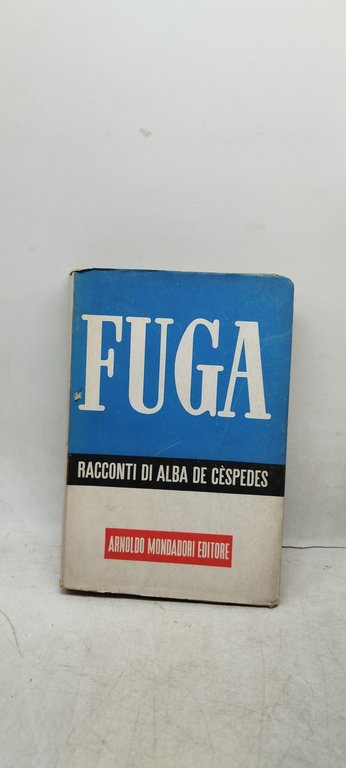 FUGA
RACCONTI DI ALBA DE CÈSPEDES
ARNOLDO MONDADORI EDITORE